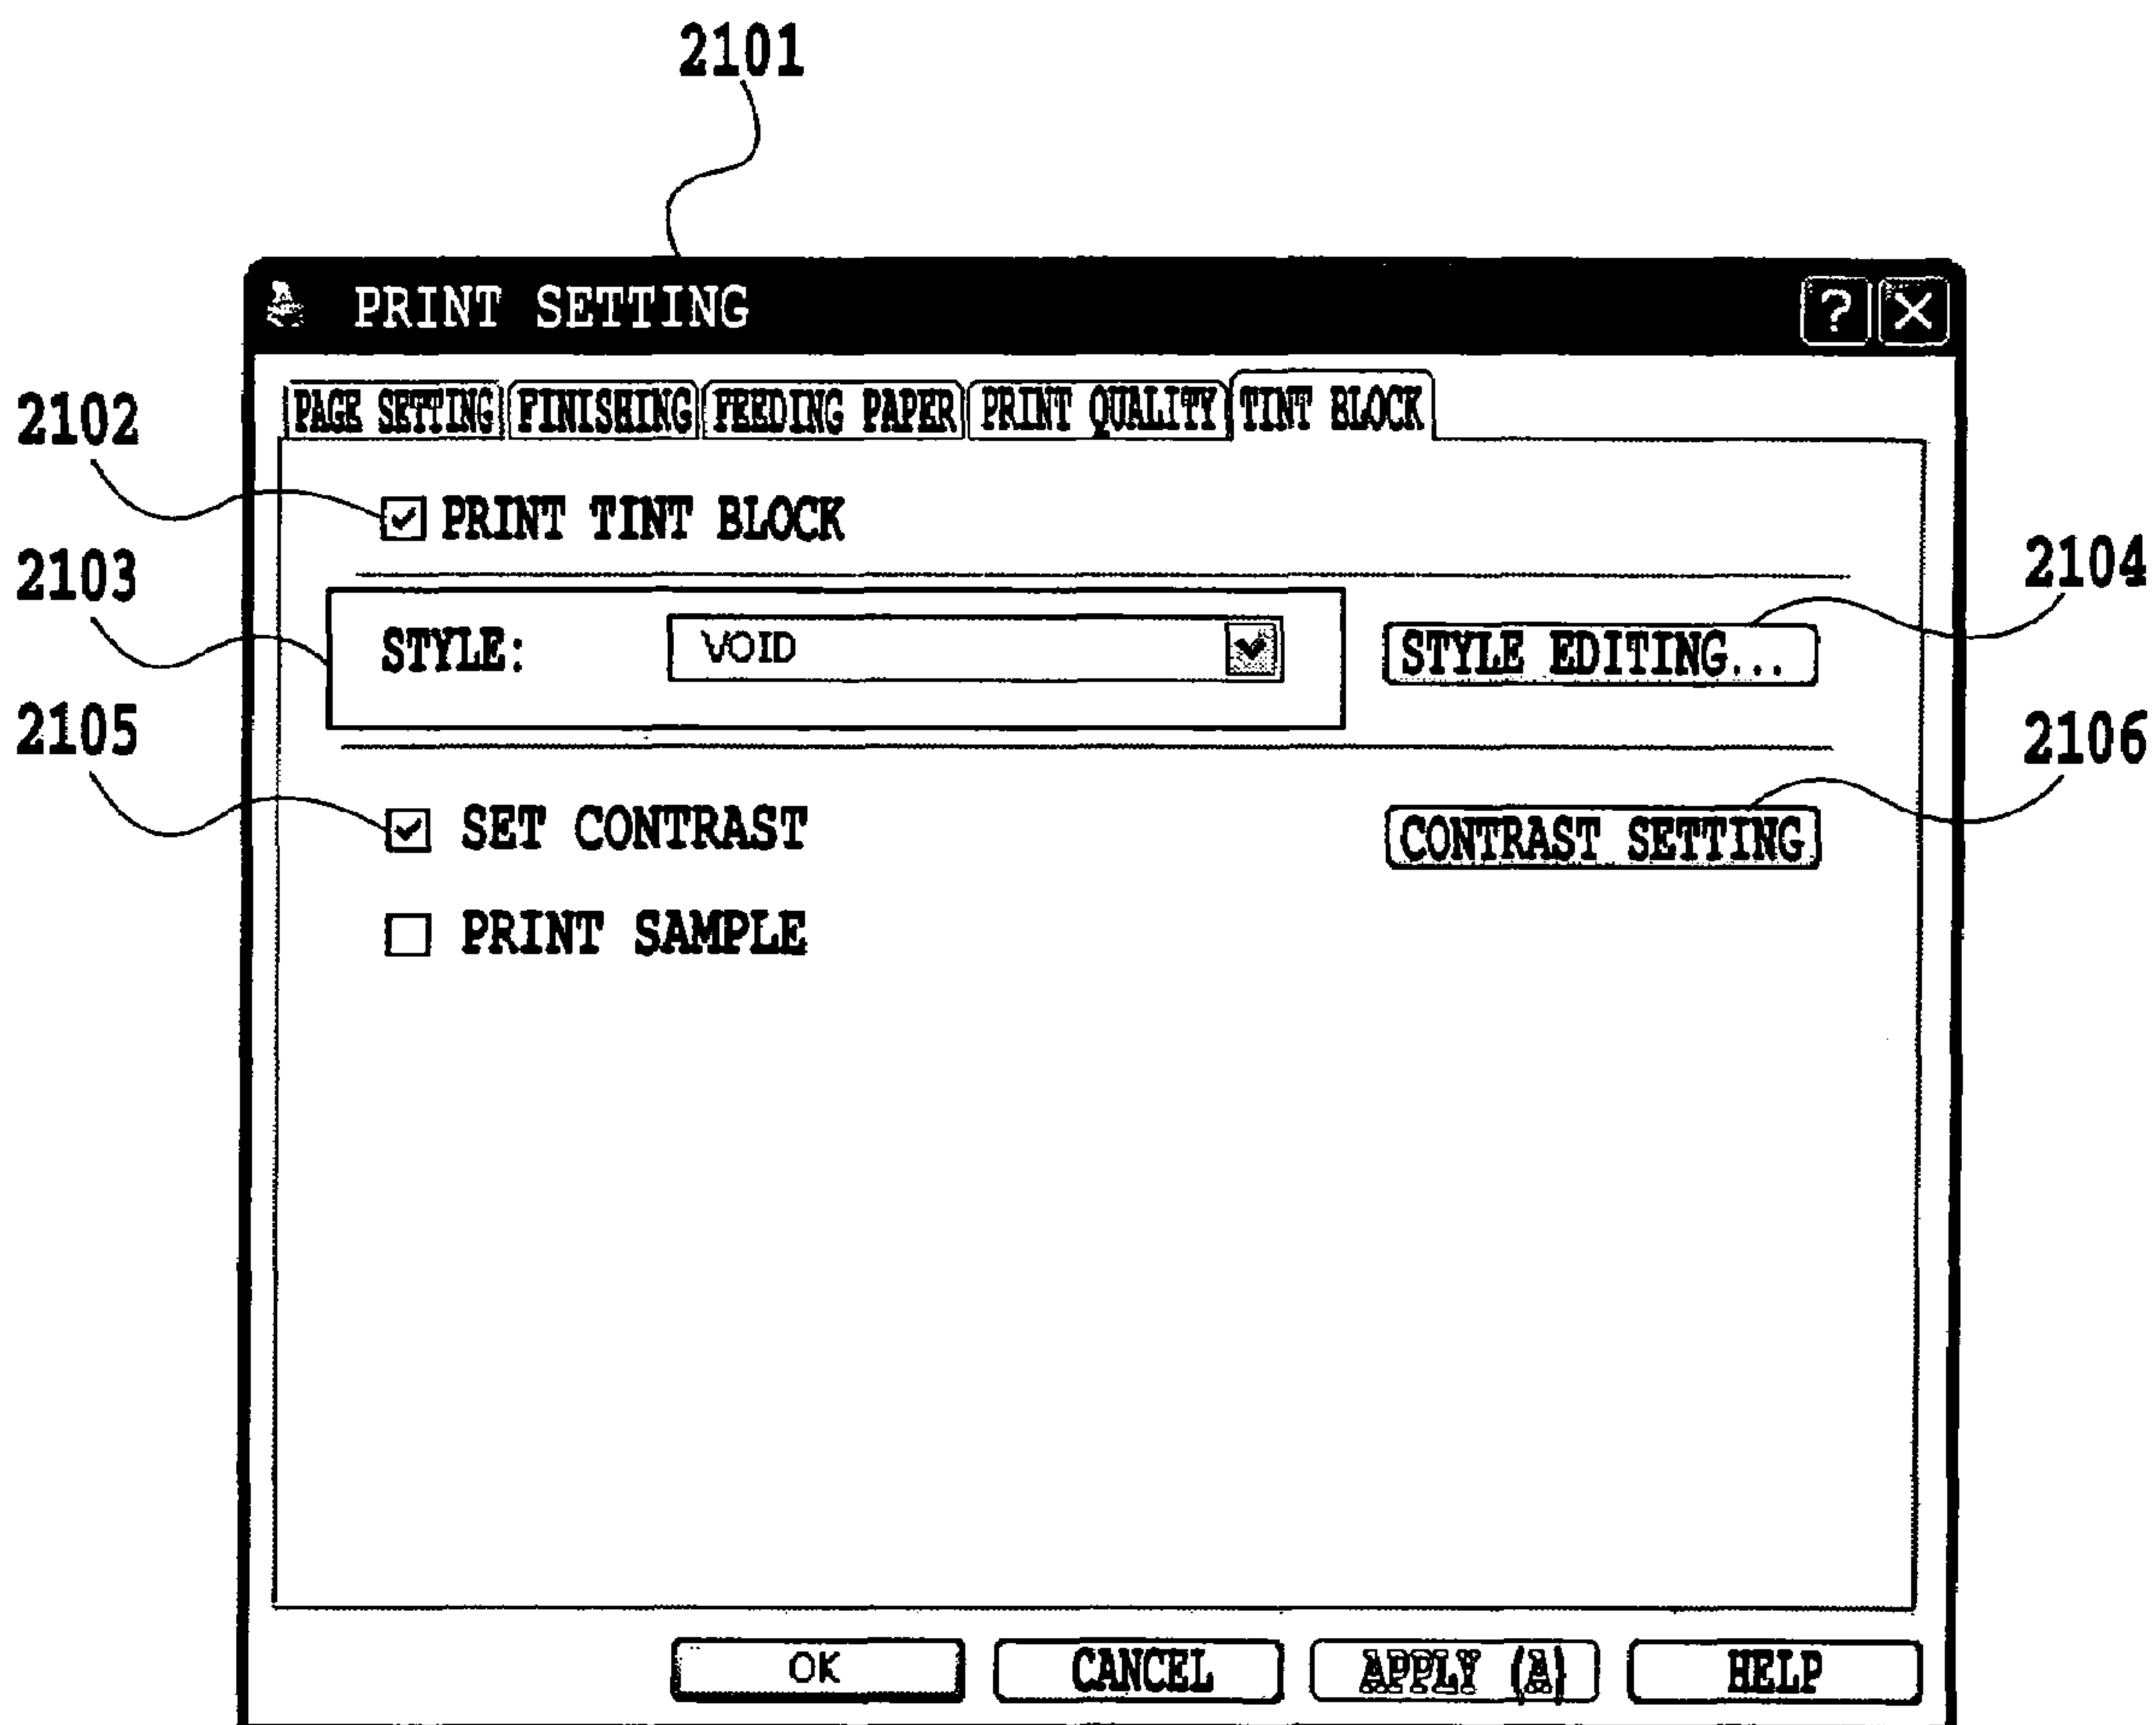 2101
PRINT SETTING ? X
PAGE SETTING FINISHING FEEDING PAPER PRINT QUALITY TINT BLOCK
2102
PRINT TINT BLOCK
2103
2104
STYLE: VOID STYLE EDITING...
2105
2106
SET CONTRAST CONTRAST SETTING
PRINT SAMPLE
OK CANCEL APPLY (A) HELP